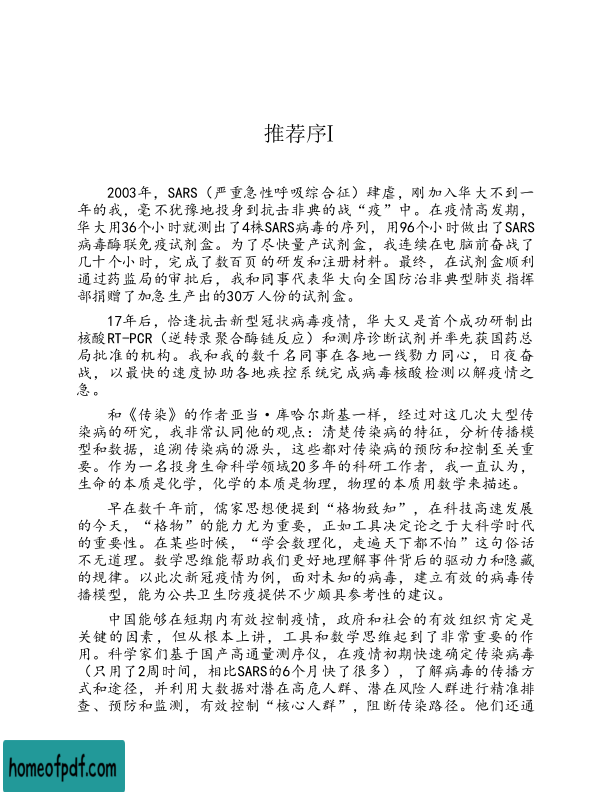 推荐序I
2003年，SARS（严重急性呼吸综合征）肆虐，刚加入华大不到一
年的我，毫不犹豫地投身到抗击非典的战“疫”中。在疫情高发期，
华大用36个小时就测出了4株SARS病毒的序列，用96个小时做出了SARS
病毒酶联免疫试剂盒。为了尽快量产试剂盒，我连续在电脑前奋战了
几十个小时，完成了数百页的研发和注册材料。最终，在试剂盒顺利
通过药监局的审批后，我和同事代表华大向全国防治非典型肺炎指挥
部捐赠了加急生产出的30万人份的试剂盒。
17年后，恰逢抗击新型冠状病毒疫情，华大又是首个成功研制出
核酸RT-PCR（逆转录聚合酶链反应）和测序诊断试剂并率先获国药总
局批准的机构。我和我的数千名同事在各地一线勠力同心，日夜奋
战，以最快的速度协助各地疾控系统完成病毒核酸检测以解疫情之
急。
和《传染》的作者亚当·库哈尔斯基一样，经过对这几次大型传
染病的研究，我非常认同他的观点：清楚传染病的特征，分析传播模
型和数据，追溯传染病的源头，这些都对传染病的预防和控制至关重
要。作为一名投身生命科学领域20多年的科研工作者，我一直认为，
生命的本质是化学，化学的本质是物理，物理的本质用数学来描述。
早在数千年前，儒家思想便提到“格物致知”，在科技高速发展
的今天，“格物”的能力尤为重要，正如工具决定论之于大科学时代
的重要性。在某些时候，“学会数理化，走遍天下都不怕”这句俗话
不无道理。数学思维能帮助我们更好地理解事件背后的驱动力和隐藏
的规律。以此次新冠疫情为例，面对未知的病毒，建立有效的病毒传
播模型，能为公共卫生防疫提供不少颇具参考性的建议。
中国能够在短期内有效控制疫情，政府和社会的有效组织肯定是
关键的因素，但从根本上讲，工具和数学思维起到了非常重要的作
用。科学家们基于国产高通量测序仪，在疫情初期快速确定传染病毒
（只用了2周时间，相比SARS的6个月快了很多），了解病毒的传播方
式和途径，并利用大数据对潜在高危人群、潜在风险人群进行精准排
查、预防和监测，有效控制“核心人群”，阻断传染路径。他们还通
homeofpdf.com